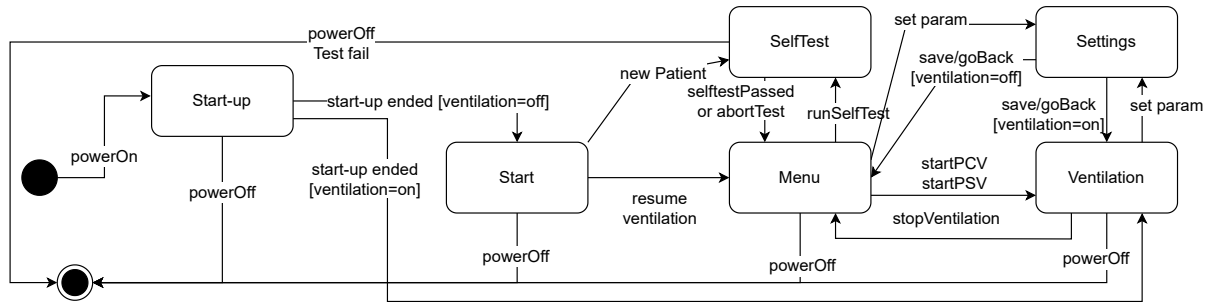 powerOff
Test fail
SelfTest
set param
Settings
Start-up
start-up ended [ventilation=off]
new Patient
selftestPassed
or abortTest
runSelfTest
save/goBack
[ventilation=off]
save/goBack
[ventilation=on]
set param
powerOn
powerOff
start-up ended
[ventilation=on]
Start
resume
ventilation
Menu
startPCV
startPSV
Ventilation
stopVentilation
powerOff
powerOff
powerOff